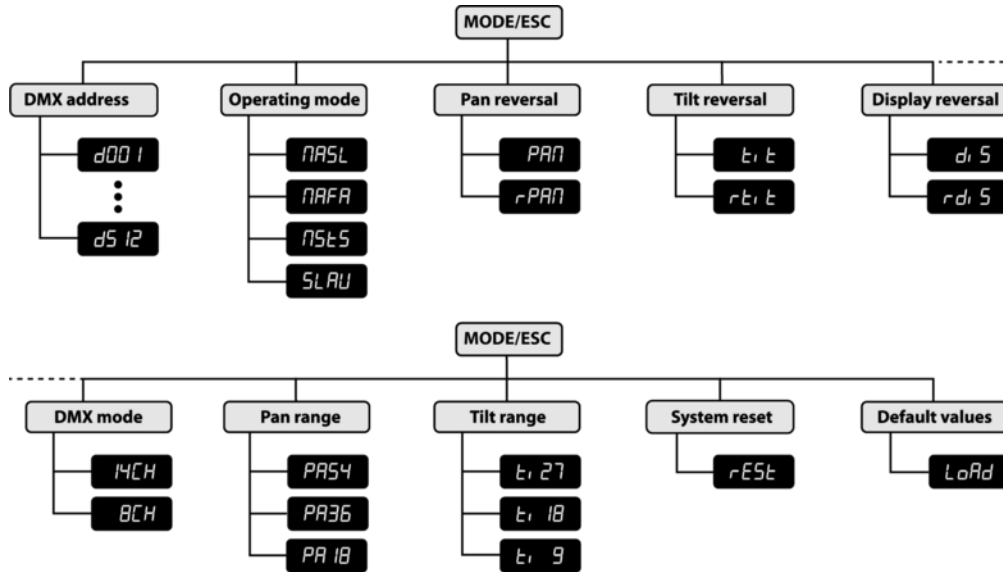 MODE/ESC
DMX address
Operating mode
Pan reversal
Tilt reversal
Display reversal
d001
d512
MASL
MAFA
MStS
SLAU
PAN
rPAN
tit
rtit
diS
rdiS
MODE/ESC
DMX mode
Pan range
Tilt range
System reset
Default values
14CH
8CH
PA54
PA36
PA18
ti27
ti18
ti 9
rESt
LoAd